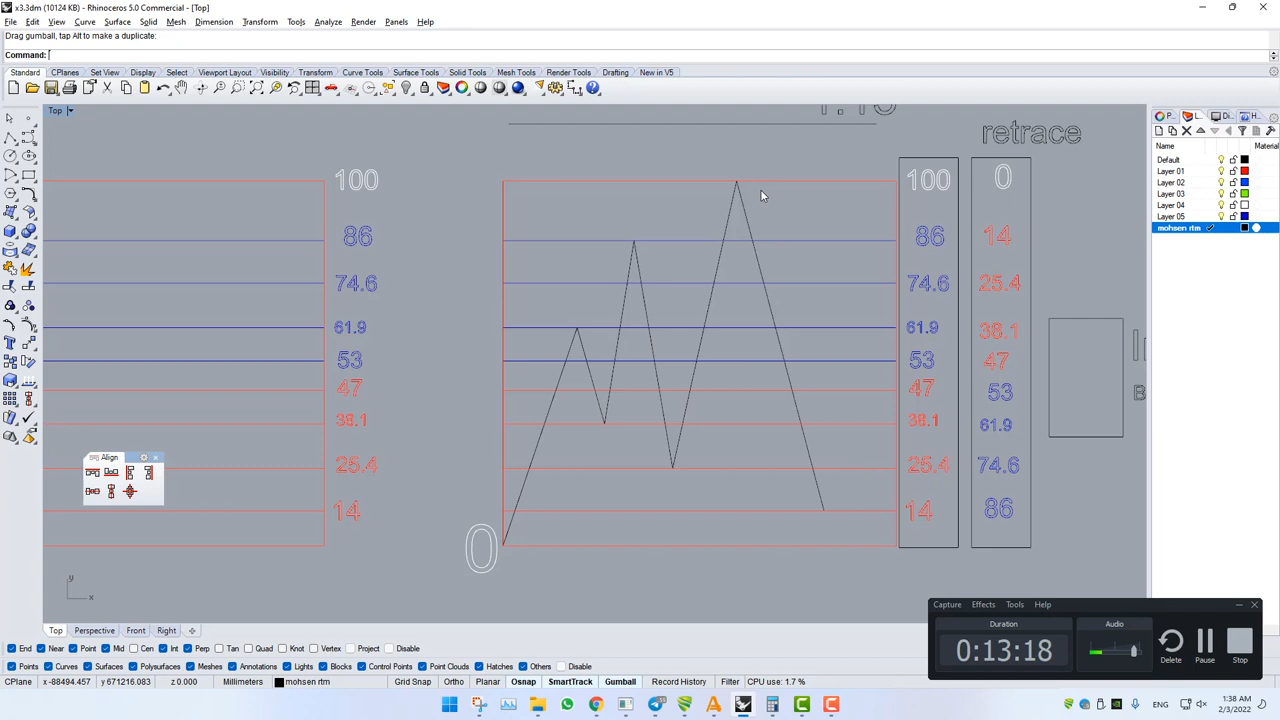 x3.3dm (10124 KB) - Rhinoceros 5.0 Commercial - [Top]
File Edit View Curve Surface Solid Mesh Dimension Transform Tools Analyze Render Panels Help
Drag gumball, tap Alt to make a duplicate:
Command:
Standard CPlanes Set View Display Select Viewport Layout Visibility Transform Curve Tools Surface Tools Solid Tools Mesh Tools Render Tools Drafting New in V5
Top
retrace
100 100 0
86 86 14
74.6 74.6 25.4
61.9 61.9 38.1
53 53 47
47 47 53
38.1 38.1 61.9
25.4 25.4 74.6
14 14 86
0
Name Material
Default
Layer 01
Layer 02
Layer 03
Layer 04
Layer 05
mohsen rtm
Align
y
x
Capture Effects Tools Help
Duration Audio
0:13:18
Delete Pause Stop
Top Perspective Front Right
End Near Point Mid Cen Int Perp Tan Quad Knot Vertex Project Disable
Points Curves Surfaces Polysurfaces Meshes Annotations Lights Blocks Control Points Point Clouds Hatches Others Disable
CPlane x -88494.457 y 671216.083 z 0.000 Millimeters mohsen rtm Grid Snap Ortho Planar Osnap SmartTrack Gumball Record History Filter CPU use: 1.7 %
ENG 1:38 AM
2/3/2022